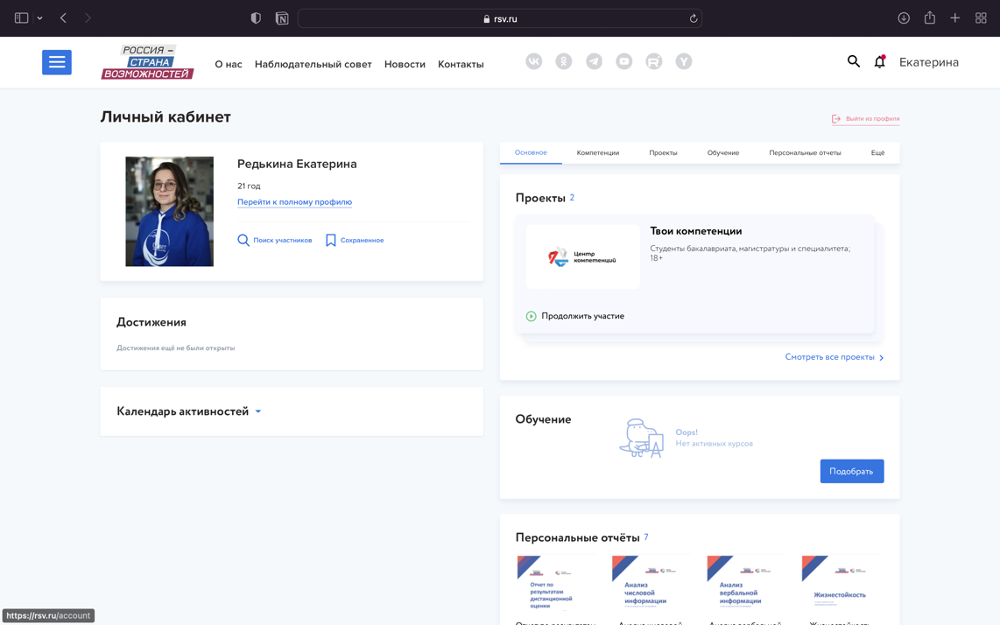 rsv.ru
РОССИЯ –
СТРАНА
ВОЗМОЖНОСТЕЙ
О нас
Наблюдательный совет
Новости
Контакты
Екатерина
Личный кабинет
Выйти из профиля
Редькина Екатерина
21 год
Перейти к полному профилю
Поиск участников
Сохраненное
Достижения
Достижения ещё не были открыты
Календарь активностей
Основное
Компетенции
Проекты
Обучение
Персональные отчеты
Ещё
Проекты 2
Центр
компетенций
Твои компетенции
Студенты бакалавриата, магистратуры и специалитета;
18+
Продолжить участие
Смотреть все проекты
Обучение
Oops!
Нет активных курсов
Подобрать
Персональные отчёты 7
Отчет по
результатам
дистанционной
оценки
Анализ
числовой
информации
Анализ
вербальной
информации
Жизнестойкость
https://rsv.ru/account